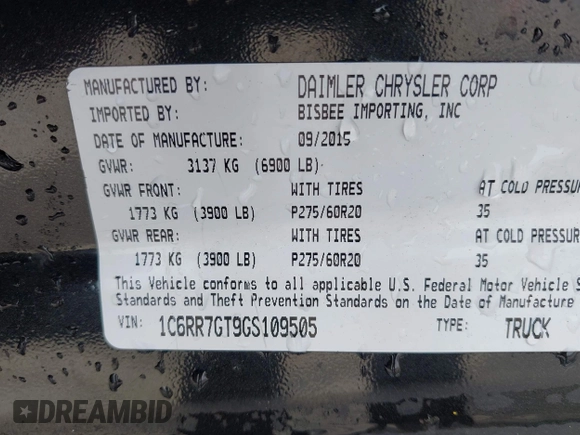 MANUFACTURED BY: DAIMLER CHRYSLER CORP
IMPORTED BY: BISBEE IMPORTING, INC
DATE OF MANUFACTURE: 09/2015
GVWR: 3137 KG (6900 LB)
GVWR FRONT: WITH TIRES AT COLD PRESSUR
1773 KG (3900 LB) P275/60R20 35
GVWR REAR: WITH TIRES AT COLD PRESSUR
1773 KG (3900 LB) P275/60R20 35
This Vehicle conforms to all applicable U.S. Federal Motor Vehicle S
Standards and Theft Prevention Standards on the Date of Manufacture
VIN: 1C6RR7GT9GS109505 TYPE: TRUCK
DREAMBID